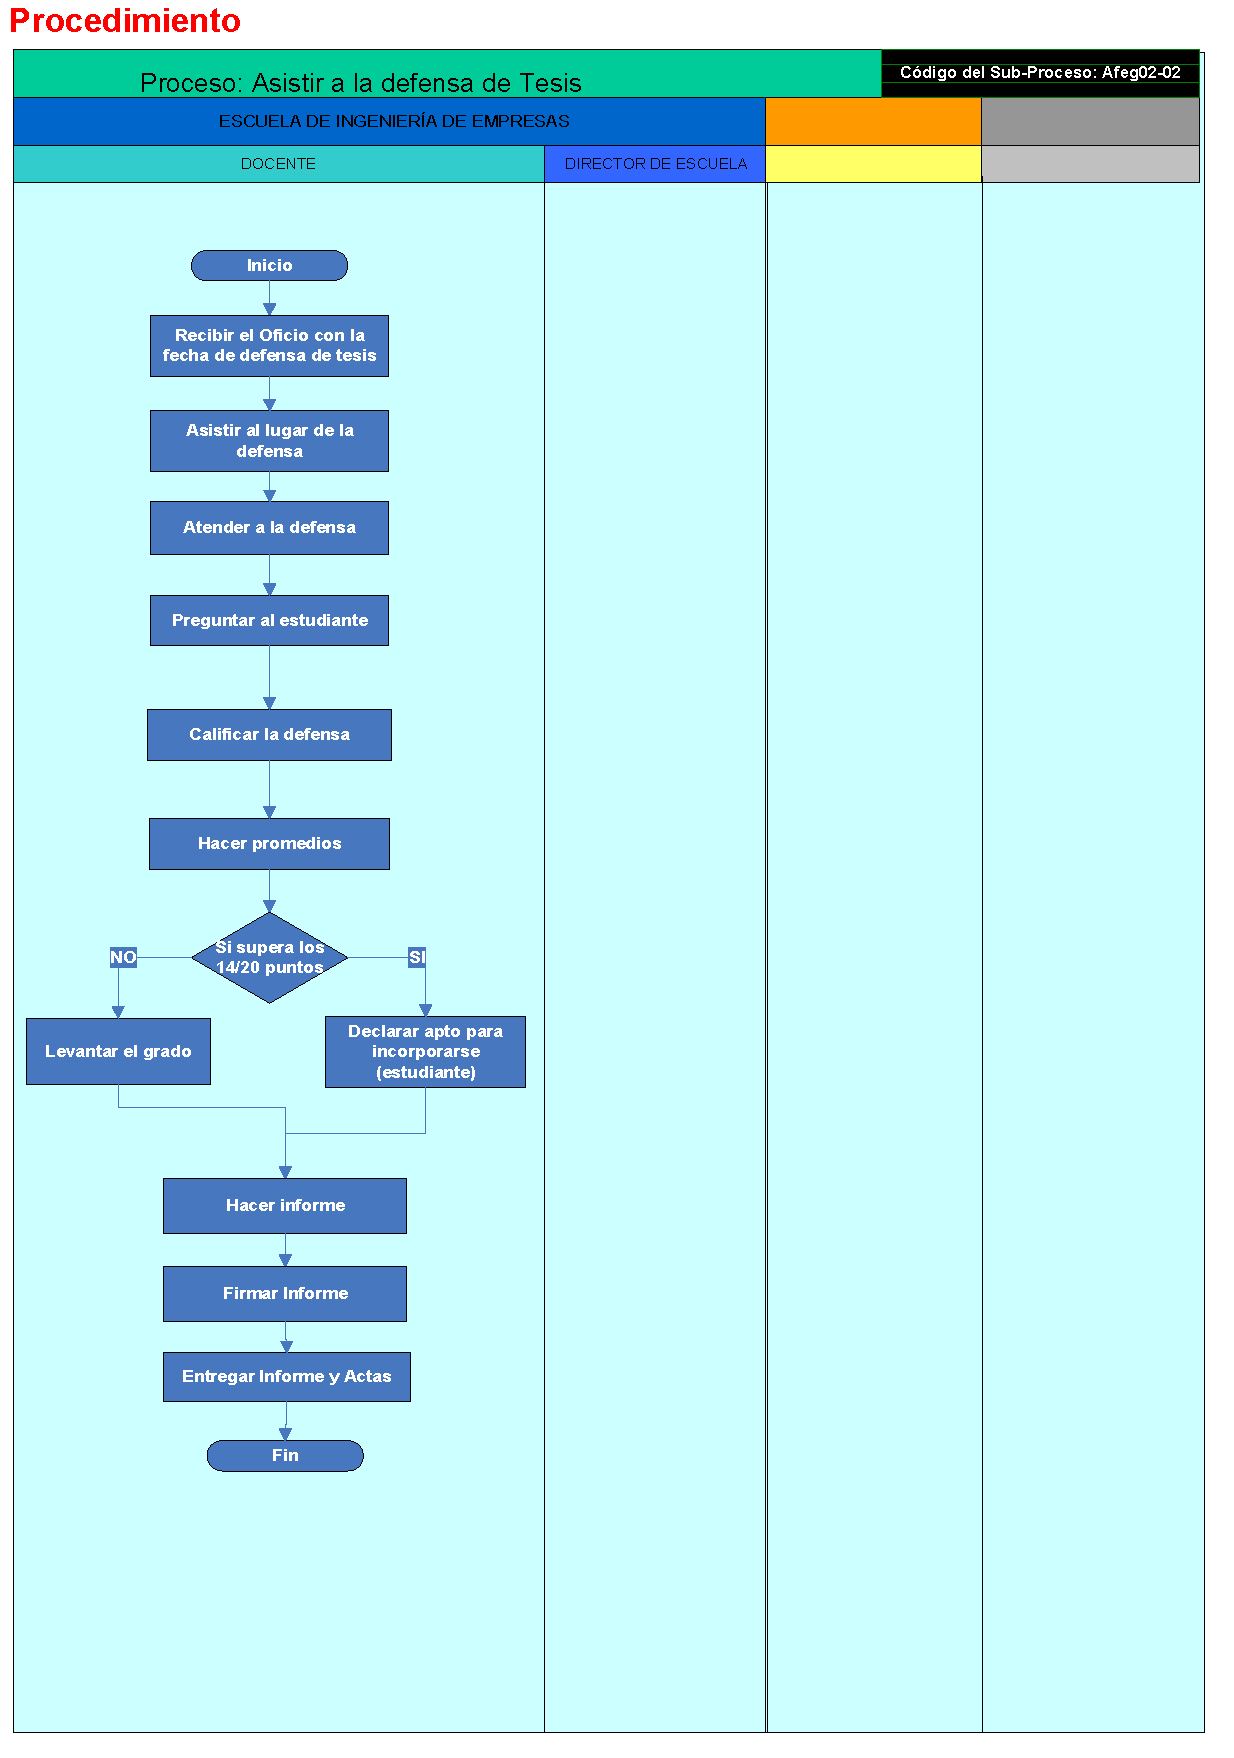 Procedimiento
Proceso: Asistir a la defensa de Tesis
Código del Sub-Proceso: Afeg02-02
ESCUELA DE INGENIERÍA DE EMPRESAS
DOCENTE
DIRECTOR DE ESCUELA
Inicio
Recibir el Oficio con la
fecha de defensa de tesis
Asistir al lugar de la
defensa
Atender a la defensa
Preguntar al estudiante
Calificar la defensa
Hacer promedios
Si supera los
14/20 puntos
NO
SI
Levantar el grado
Declarar apto para
incorporarse
(estudiante)
Hacer informe
Firmar Informe
Entregar Informe y Actas
Fin